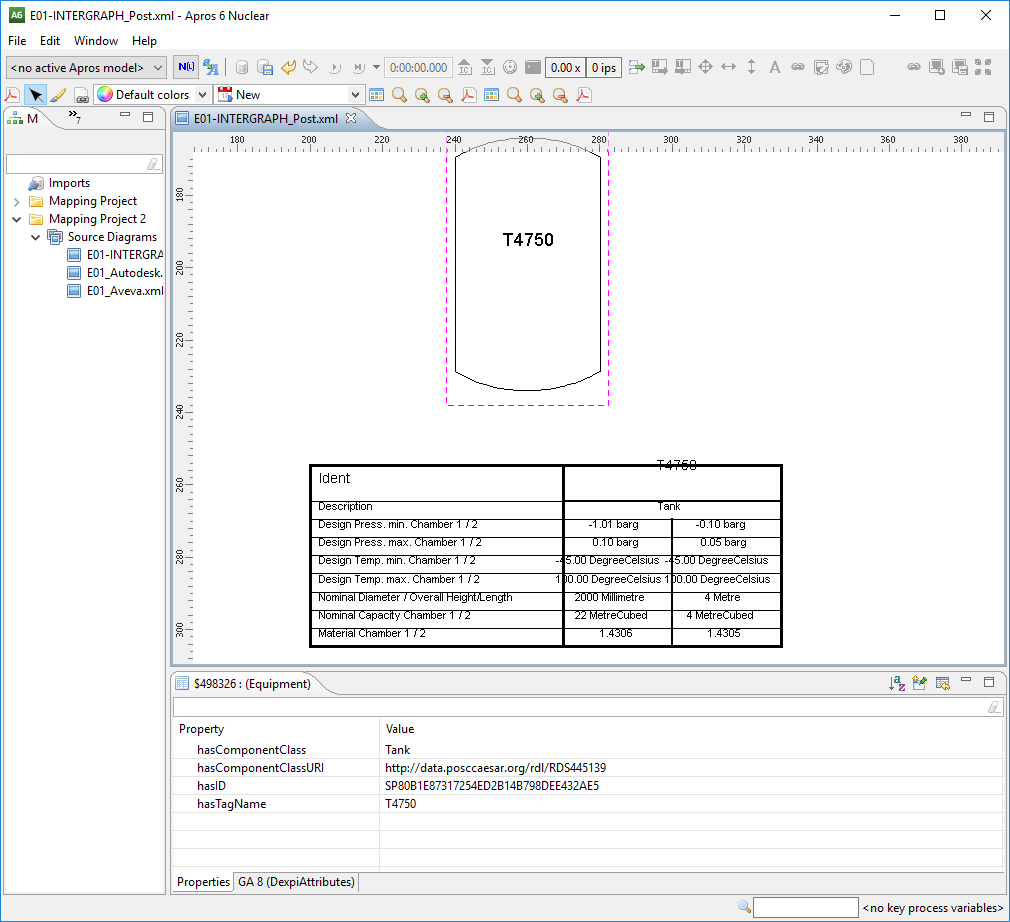 A6 E01-INTERGRAPH_Post.xml - Apros 6 Nuclear
File Edit Window Help
<no active Apros model> N(L) 0:00:00.000 IC IC 0.00 x 0 ips
Default colors New
M 7
E01-INTERGRAPH_Post.xml
180 200 220 240 260 280 300 320 340 360 380
Imports
Mapping Project
Mapping Project 2
Source Diagrams
E01-INTERGRA
E01_Autodesk.
E01_Aveva.xml
180
200
220
240
260
280
300
T4750
Ident T4750
Description Tank
Design Press. min. Chamber 1 / 2 -1.01 barg -0.10 barg
Design Press. max. Chamber 1 / 2 0.10 barg 0.05 barg
Design Temp. min. Chamber 1 / 2 -45.00 DegreeCelsius -45.00 DegreeCelsius
Design Temp. max. Chamber 1 / 2 100.00 DegreeCelsius 100.00 DegreeCelsius
Nominal Diameter / Overall Height/Length 2000 Millimetre 4 Metre
Nominal Capacity Chamber 1 / 2 22 MetreCubed 4 MetreCubed
Material Chamber 1 / 2 1.4306 1.4305
$498326 : (Equipment)
Property Value
hasComponentClass Tank
hasComponentClassURI http://data.posccaesar.org/rdl/RDS445139
hasID SP80B1E87317254ED2B14B798DEE432AE5
hasTagName T4750
Properties GA 8 (DexpiAttributes)
<no key process variables>